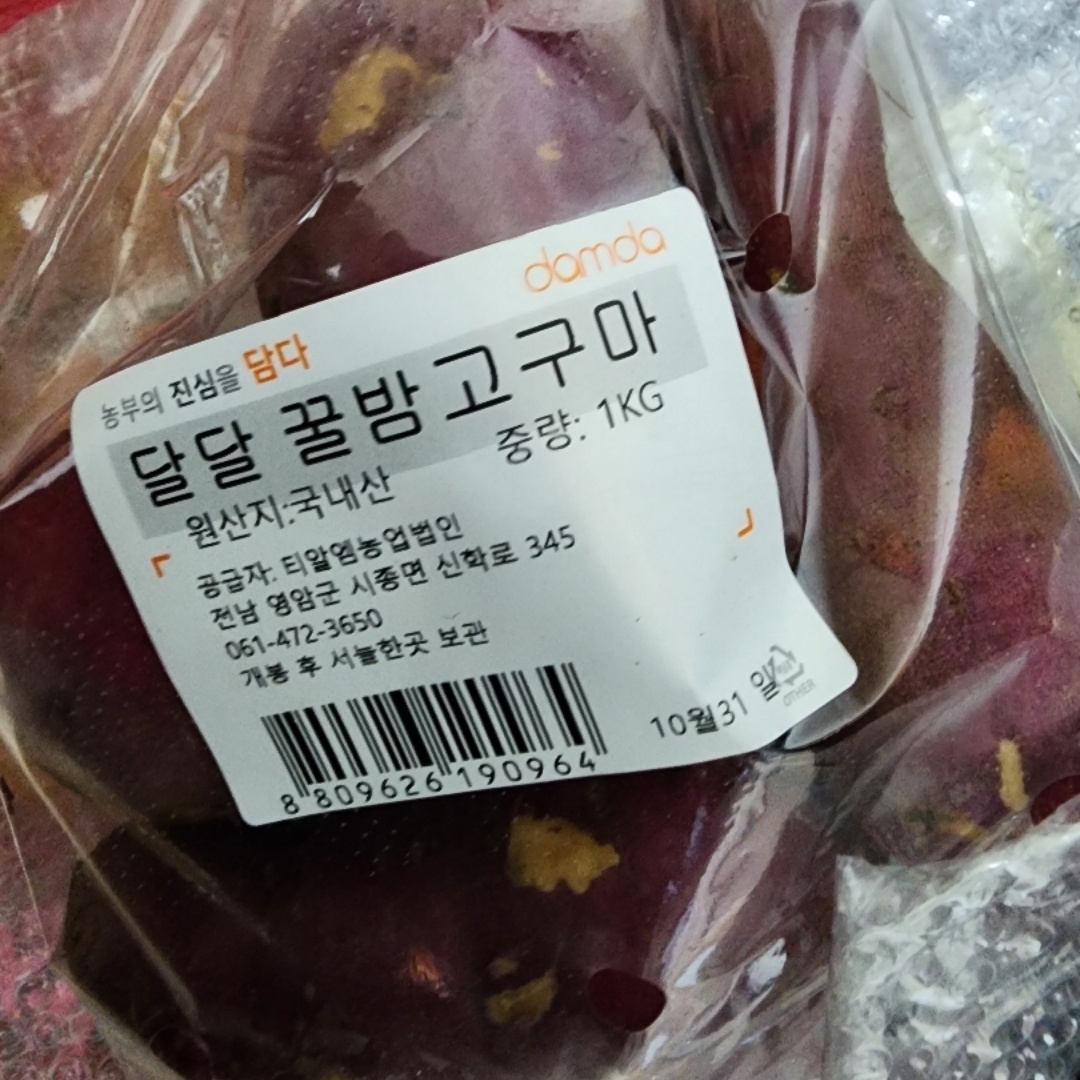 damda
농부의 진심을 담다
달달 꿀밤고구마
중량: 1KG
원산지:국내산
공급자: 티알엠농업법인
전남 영암군 시종면 신학로 345
061-472-3650
개봉 후 서늘한곳 보관
8 809626 190964
10월31 일
OTHER